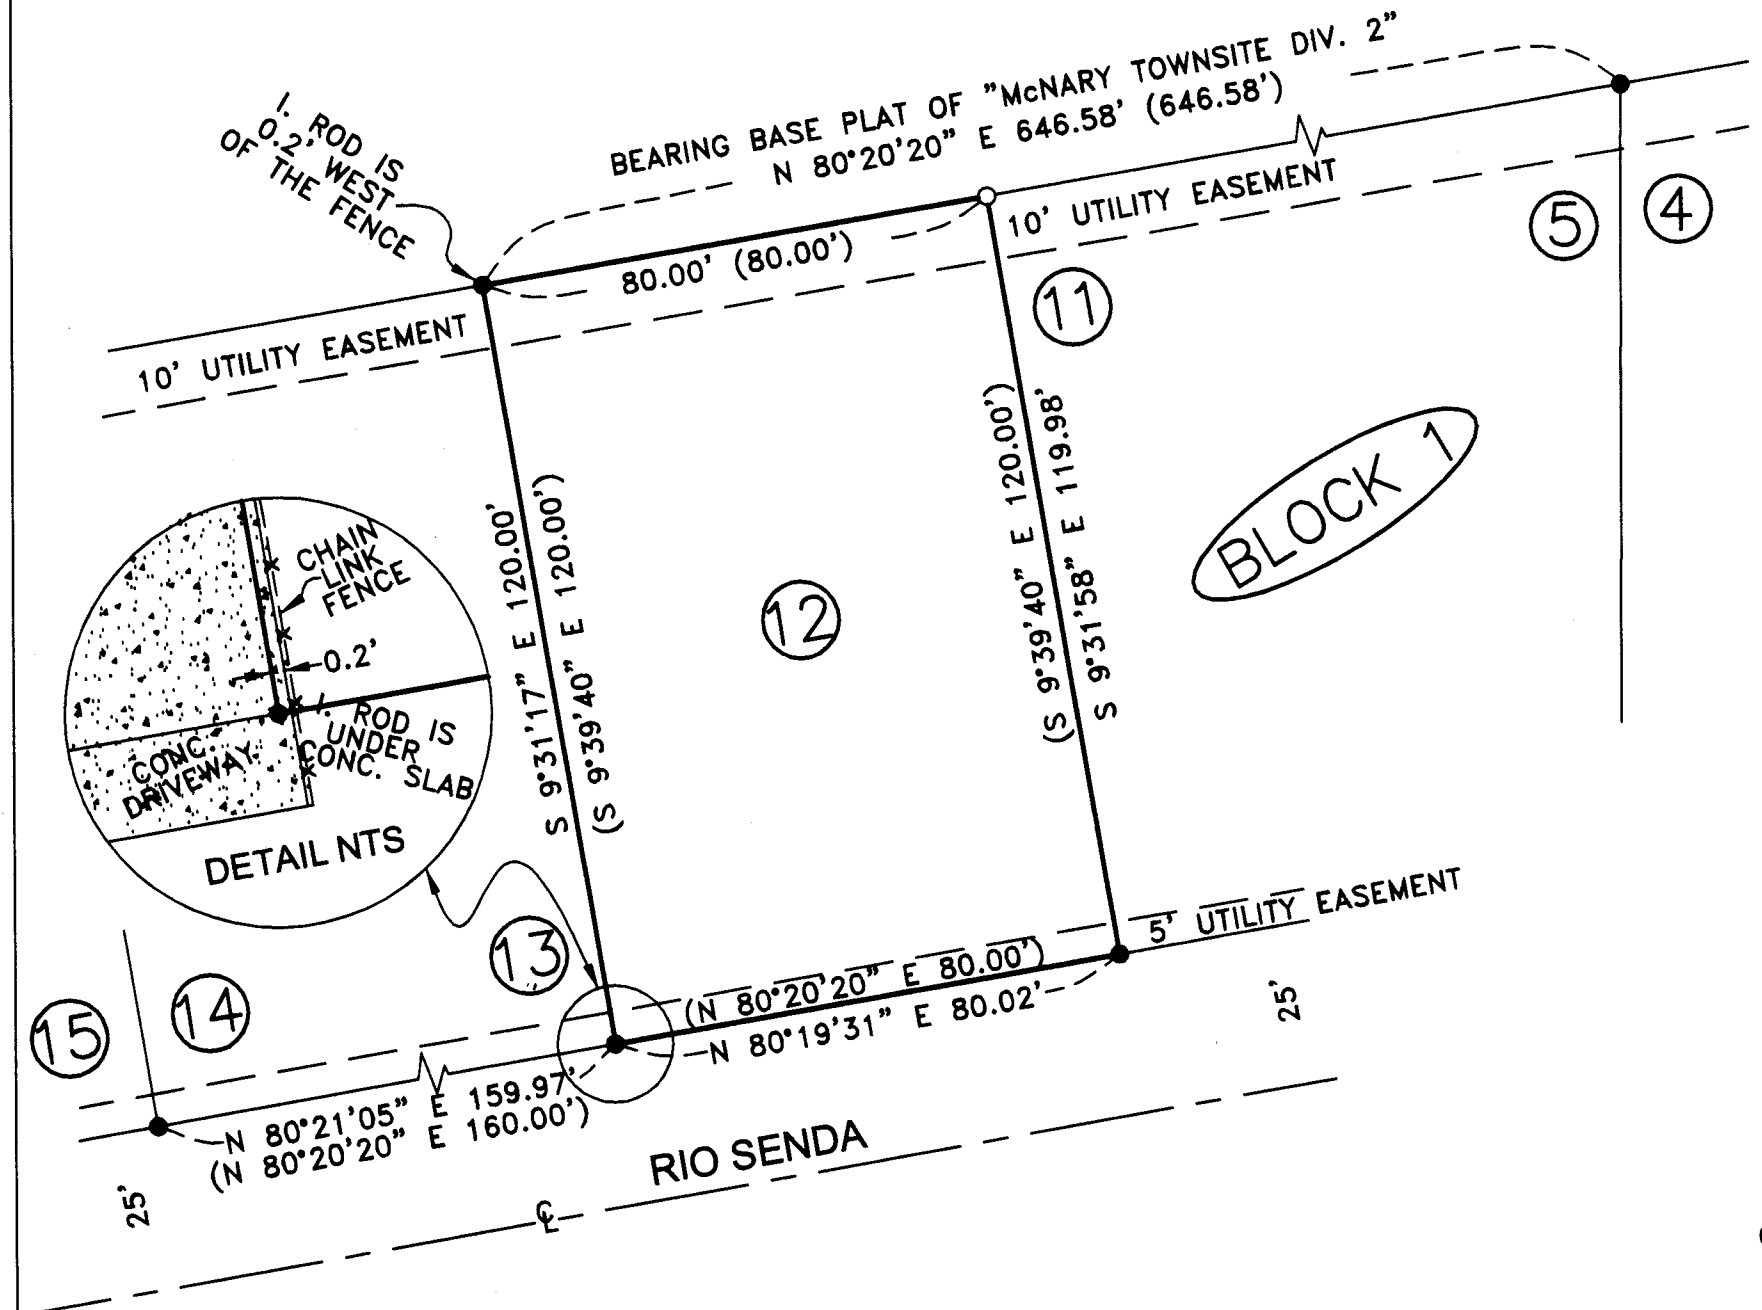 BEARING BASE PLAT OF "McNARY TOWNSITE DIV. 2"
N 80°20'20" E 646.58' (646.58')
I. ROD IS
0.2' WEST
OF THE FENCE
80.00' (80.00')
10' UTILITY EASEMENT
10' UTILITY EASEMENT
5
4
11
12
BLOCK 1
S 9°31'17" E 120.00'
(S 9°39'40" E 120.00')
(S 9°39'40" E 120.00')
S 9°31'58" E 119.98'
CHAIN
LINK
FENCE
0.2'
I. ROD IS
UNDER
CONC. SLAB
CONC.
DRIVEWAY
DETAIL NTS
13
14
15
5' UTILITY EASEMENT
(N 80°20'20" E 80.00')
N 80°19'31" E 80.02'
N 80°21'05" E 159.97'
(N 80°20'20" E 160.00')
25'
25'
RIO SENDA
CL